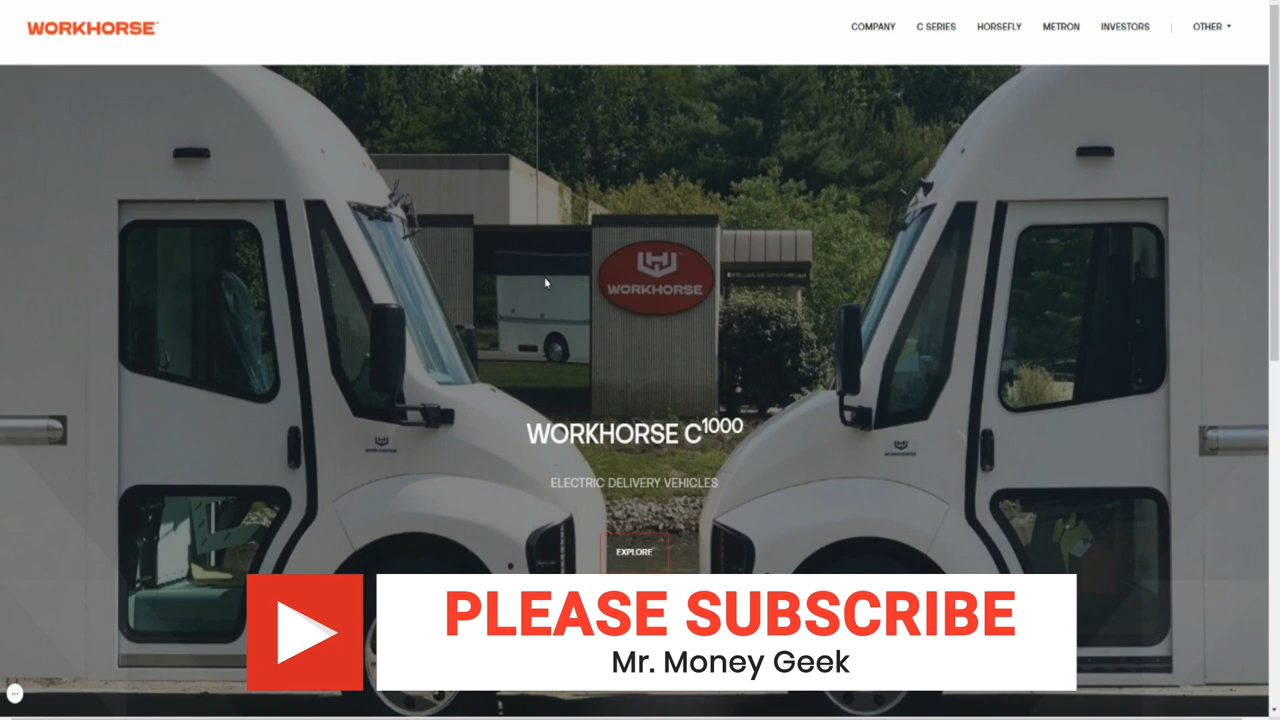 WORKHORSE
COMPANY C SERIES HORSEFLY METRON INVESTORS OTHER
WORKHORSE
WORKHORSE C1000
ELECTRIC DELIVERY VEHICLES
EXPLORE
PLEASE SUBSCRIBE
Mr. Money Geek